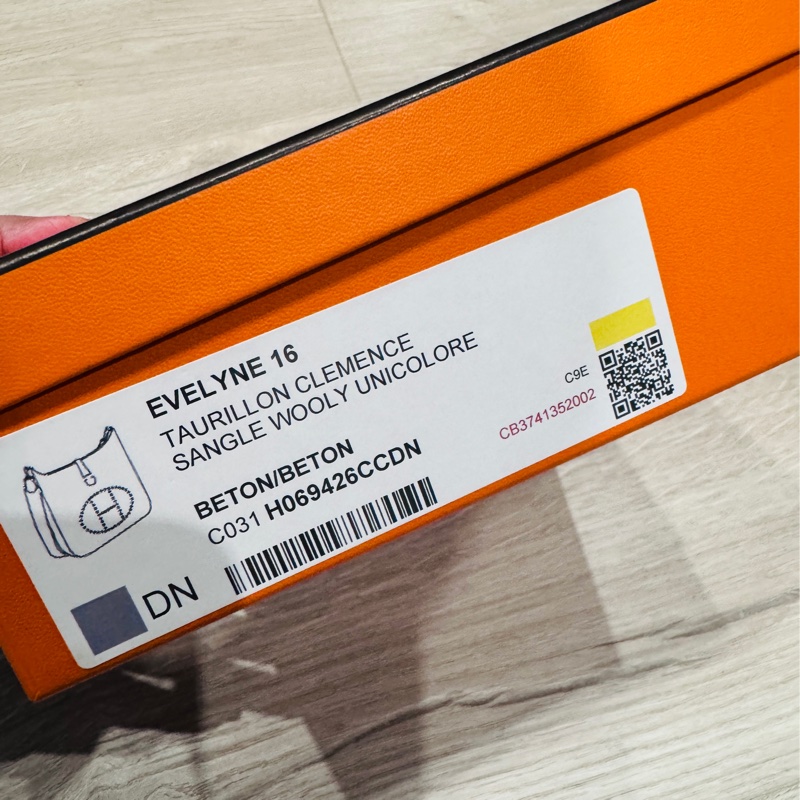 EVELYNE 16
TAURILLON CLEMENCE
SANGLE WOOLY UNICOLORE
BETON/BETON
C031 H069426CCDN
DN
C9E
CB3741352002
H